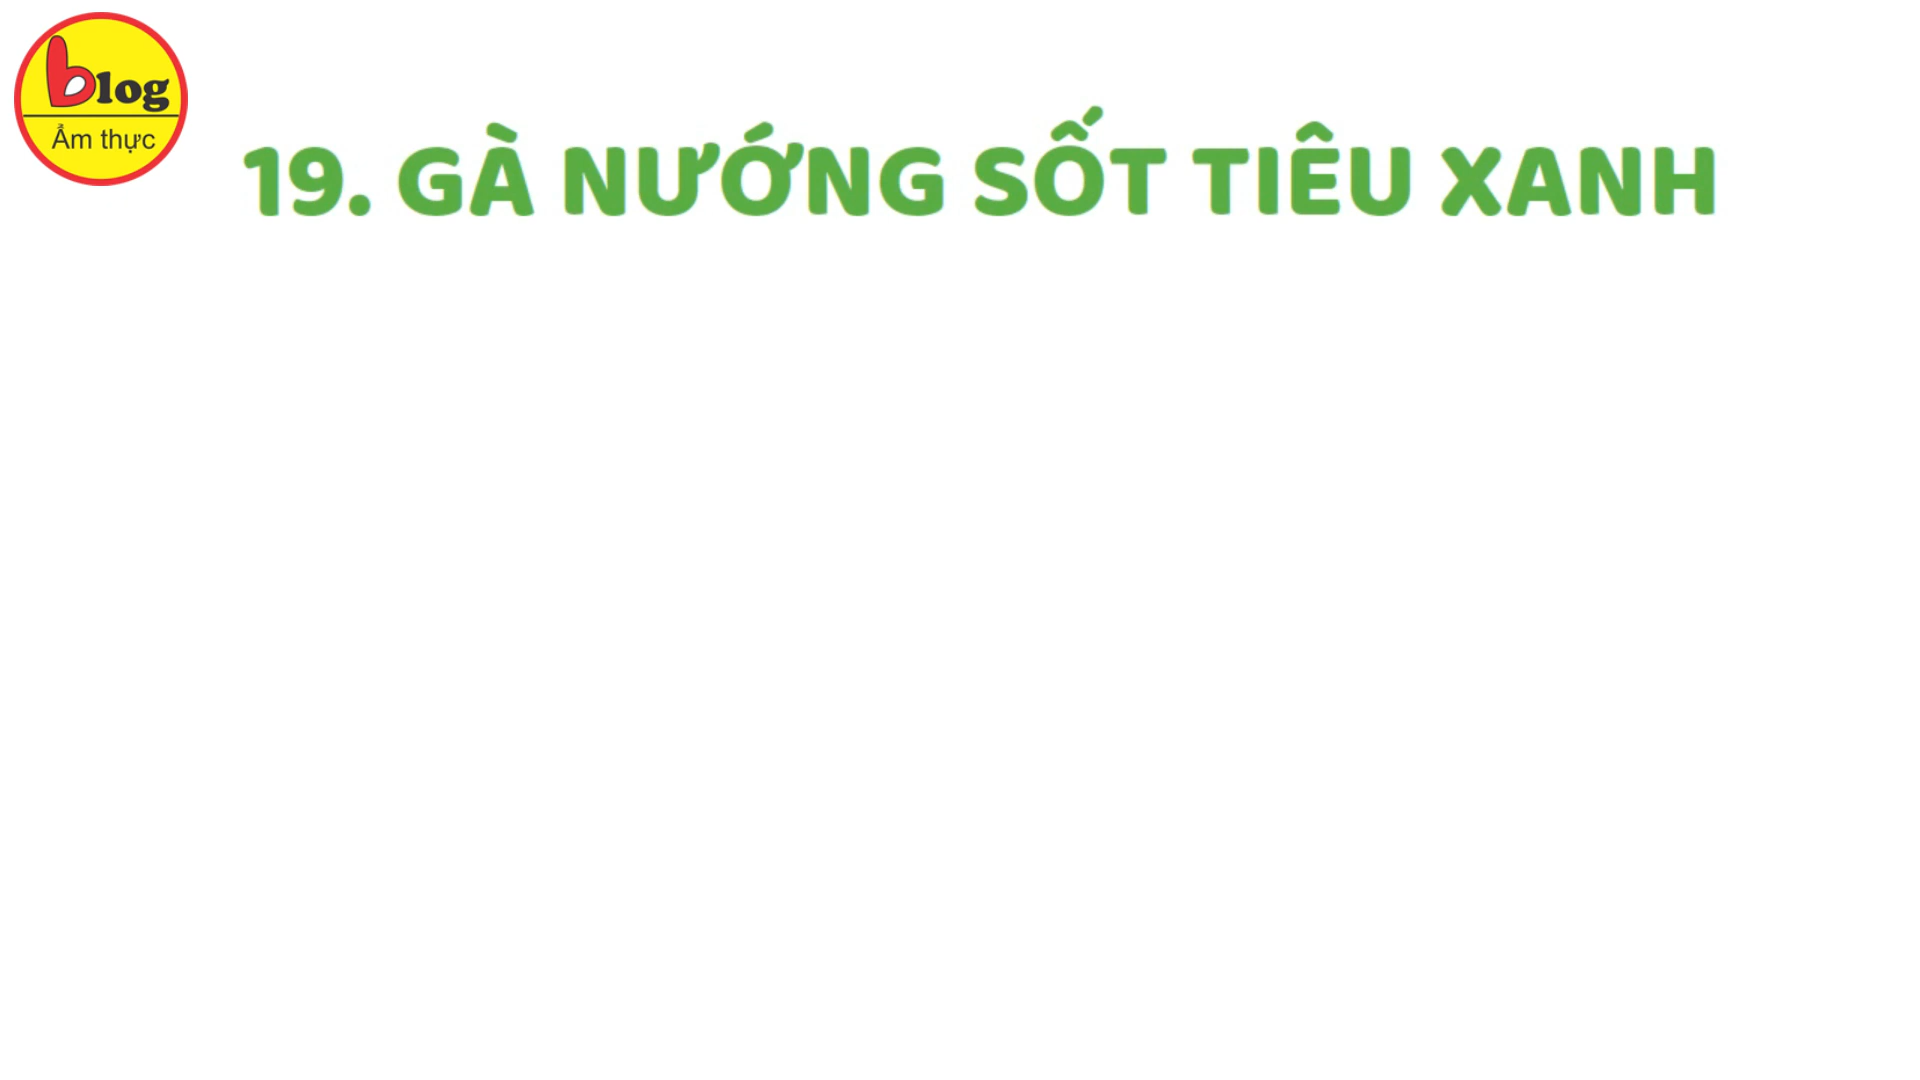 blog
Ẩm thực
19. GÀ NƯỚNG SỐT TIÊU XANH